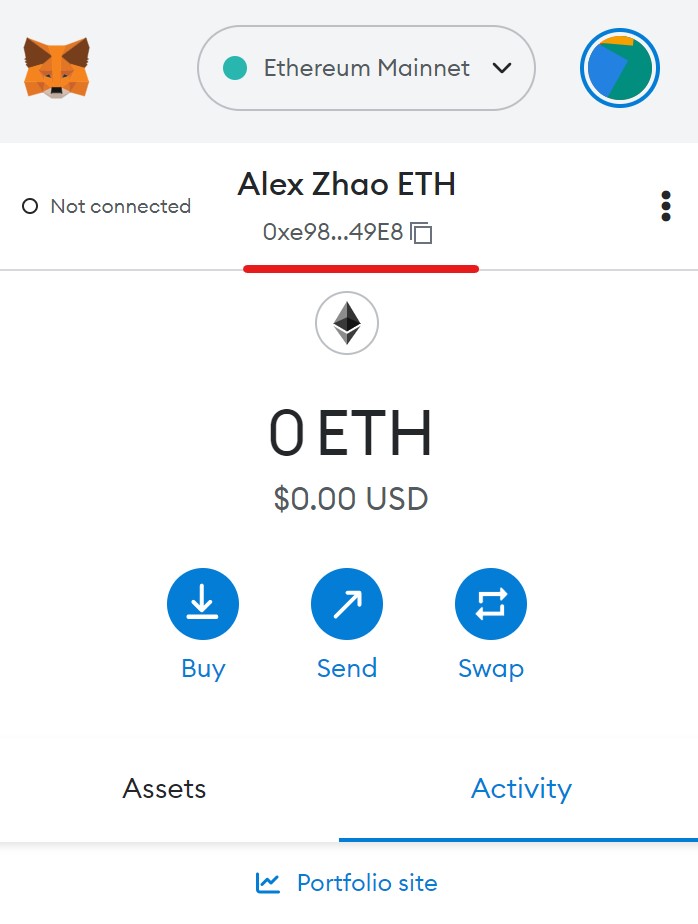 Ethereum Mainnet
Alex Zhao ETH
Not connected
0xe98...49E8
0 ETH
$0.00 USD
Buy Send Swap
Assets Activity
Portfolio site